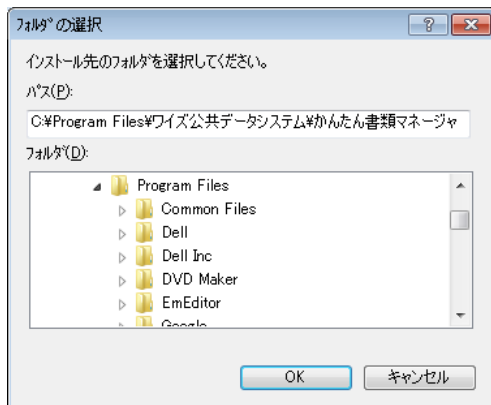 ﾌｫﾙﾀﾞの選択
インストール先のフォルダを選択してください。
ﾊﾟｽ(P):
C:¥Program Files¥ワイズ公共データシステム¥かんたん書類マネージャ
ﾌｫﾙﾀﾞ(D):
Program Files
Common Files
Dell
Dell Inc
DVD Maker
EmEditor
Google
OK
キャンセル